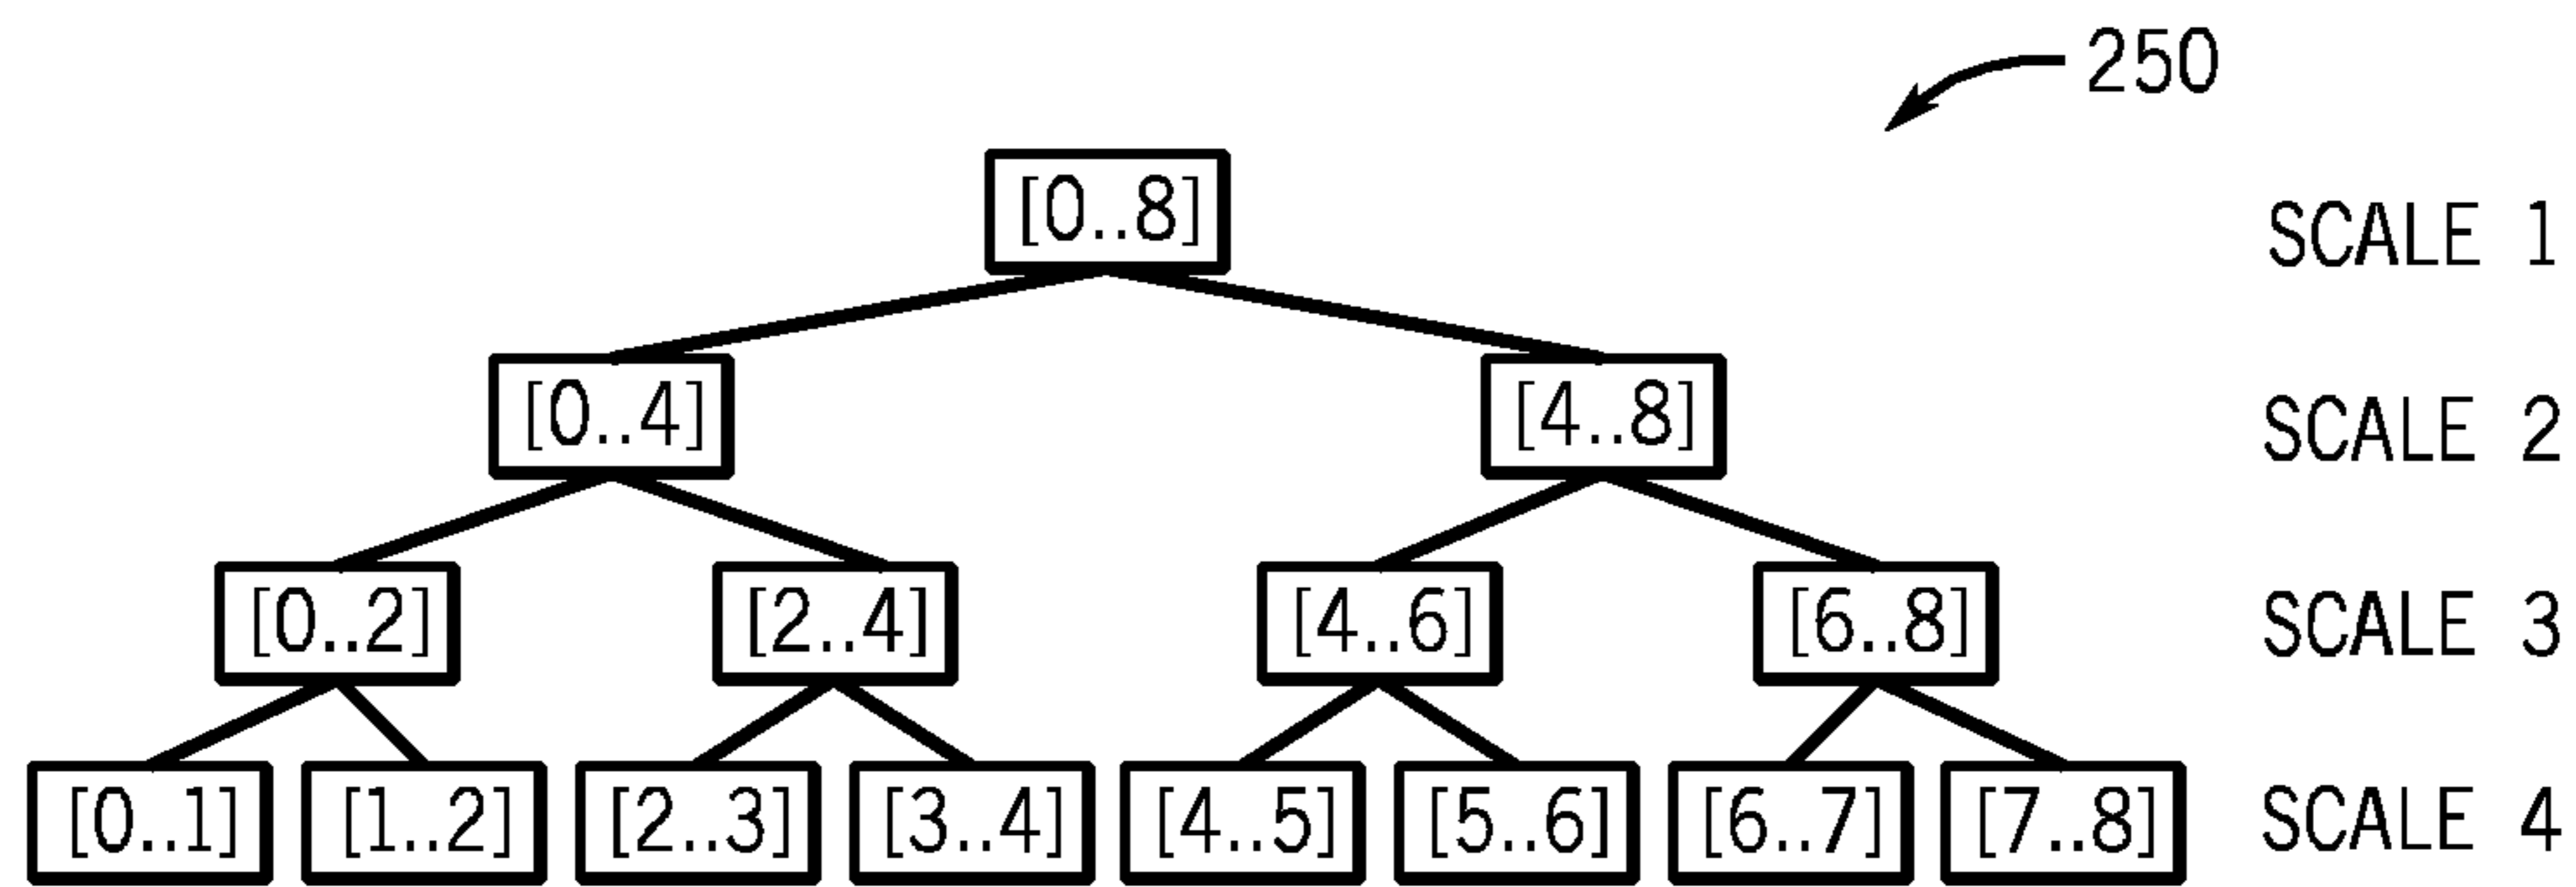 250
[0..8] SCALE 1
[0..4] [4..8] SCALE 2
[0..2] [2..4] [4..6] [6..8] SCALE 3
[0..1] [1..2] [2..3] [3..4] [4..5] [5..6] [6..7] [7..8] SCALE 4